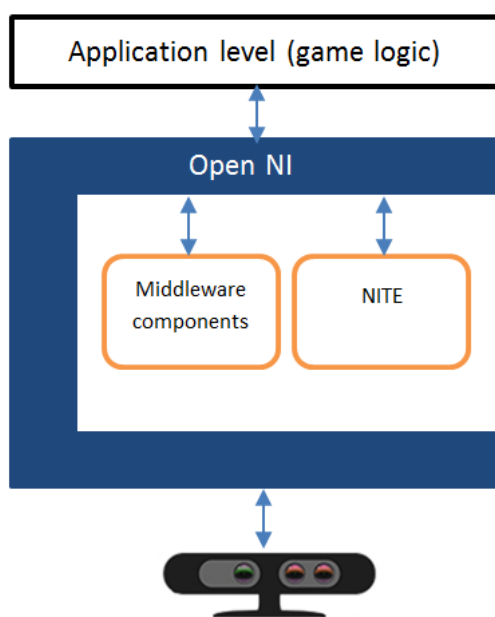 Application level (game logic)
Open NI
Middleware
components
NITE